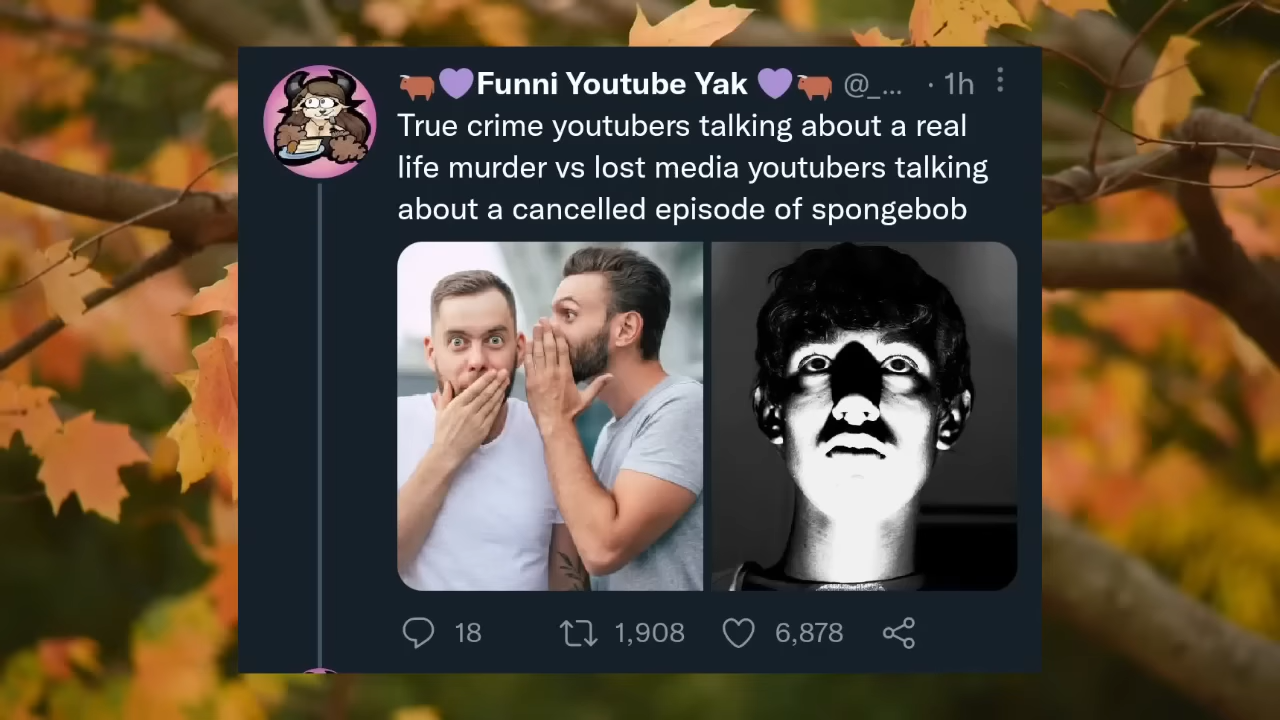 🐂💜Funni Youtube Yak 💜🐂 @_... · 1h
True crime youtubers talking about a real
life murder vs lost media youtubers talking
about a cancelled episode of spongebob
18 1,908 6,878